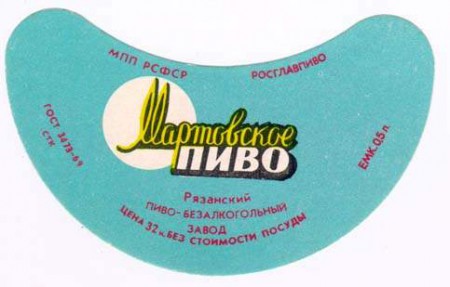 МПП РСФСР
РОСГЛАВПИВО
ГОСТ 3473-69
СТК
Мартовское
ПИВО
ЕМК.0,5 л
Рязанский
ПИВО-БЕЗАЛКОГОЛЬНЫЙ
ЗАВОД
ЦЕНА 32 к. БЕЗ СТОИМОСТИ ПОСУДЫ